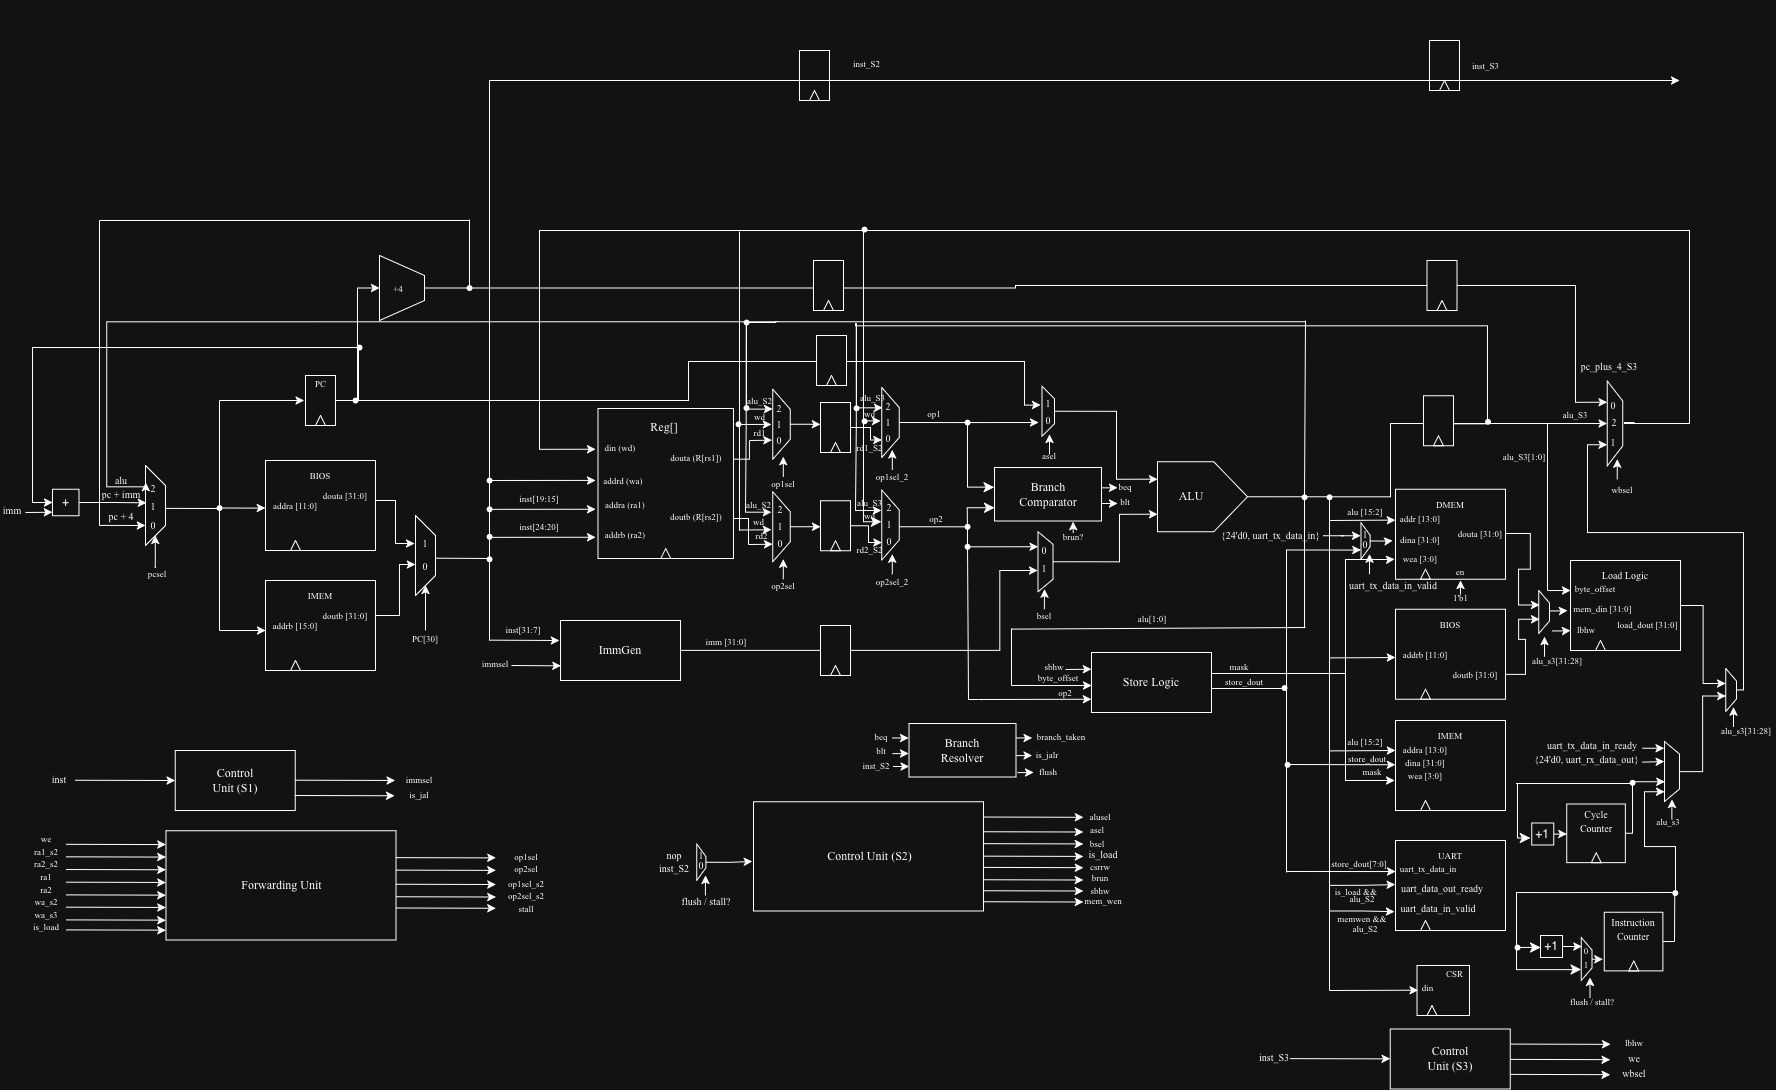 inst_S2
inst_S3
+4
PC
pc_plus_4_S3
BIOS
addra [11:0]
douta [31:0]
IMEM
addrb [15:0]
doutb [31:0]
imm
+
alu
pc + imm
pc + 4
2
1
0
pcsel
1
0
PC[30]
inst[19:15]
inst[24:20]
inst[31:7]
immsel
Reg[]
din (wd)
addrd (wa)
addra (ra1)
addrb (ra2)
douta (R[rs1])
doutb (R[rs2])
ImmGen
imm [31:0]
alu_S2
wd
rd1
2
1
0
op1sel
alu_S2
wd
rd2
2
1
0
op2sel
alu_S3
rd1_S2
2
1
0
op1sel_2
alu_S3
rd2_S2
2
1
0
op2sel_2
op1
op2
1
0
asel
Branch
Comparator
beq
blt
brun?
0
1
bsel
ALU
alu[1:0]
sbhw
byte_offset
op2
Store Logic
mask
store_dout
{24'd0, uart_tx_data_in}
1
0
uart_tx_data_in_valid
alu [15:2]
DMEM
addr [13:0]
dina [31:0]
wea [3:0]
douta [31:0]
en
1'b1
BIOS
addrb [11:0]
doutb [31:0]
alu [15:2]
store_dout
mask
IMEM
addra [13:0]
dina [31:0]
wea [3:0]
store_dout[7:0]
is_load &&
alu_S2
memwen &&
alu_S2
UART
uart_tx_data_in
uart_data_out_ready
uart_data_in_valid
CSR
din
alu_S3
alu_S3[1:0]
0
2
1
wbsel
0
1
alu_s3[31:28]
Load Logic
byte_offset
mem_din [31:0]
lbhw
load_dout [31:0]
alu_s3[31:28]
uart_tx_data_in_ready
{24'd0, uart_rx_data_out}
alu_s3
+1
Cycle
Counter
+1
0
1
Instruction
Counter
flush / stall?
inst
Control
Unit (S1)
immsel
is_jal
we
ra1_s2
ra2_s2
ra1
ra2
wa_s2
wa_s3
is_load
Forwarding Unit
op1sel
op2sel
op1sel_s2
op2sel_s2
stall
beq
blt
inst_S2
Branch
Resolver
branch_taken
is_jalr
flush
nop
inst_S2
1
0
flush / stall?
Control Unit (S2)
alusel
asel
bsel
is_load
csrrw
brun
sbhw
mem_wen
inst_S3
Control
Unit (S3)
lbhw
we
wbsel